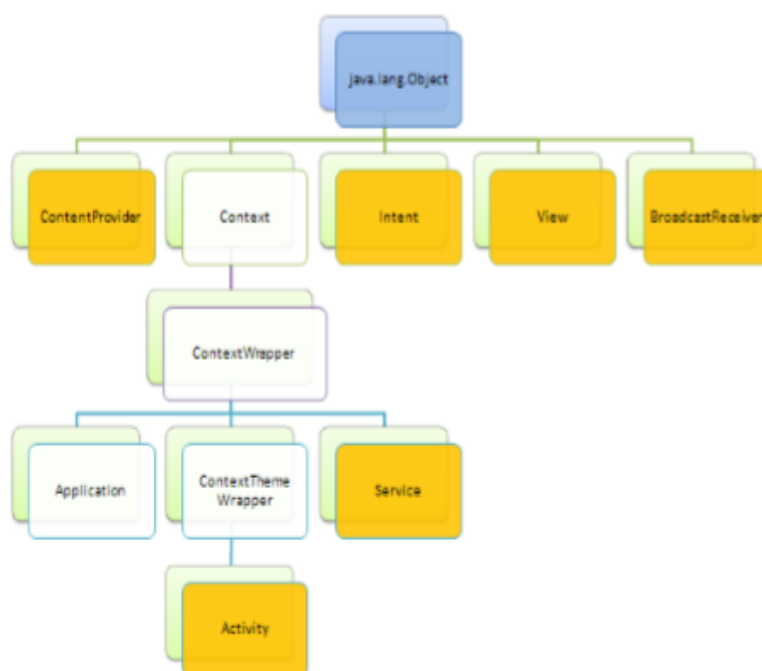 java.lang.Object
ContentProvider
Context
Intent
View
BroadcastReceiver
ContextWrapper
Application
ContextTheme
Wrapper
Service
Activity